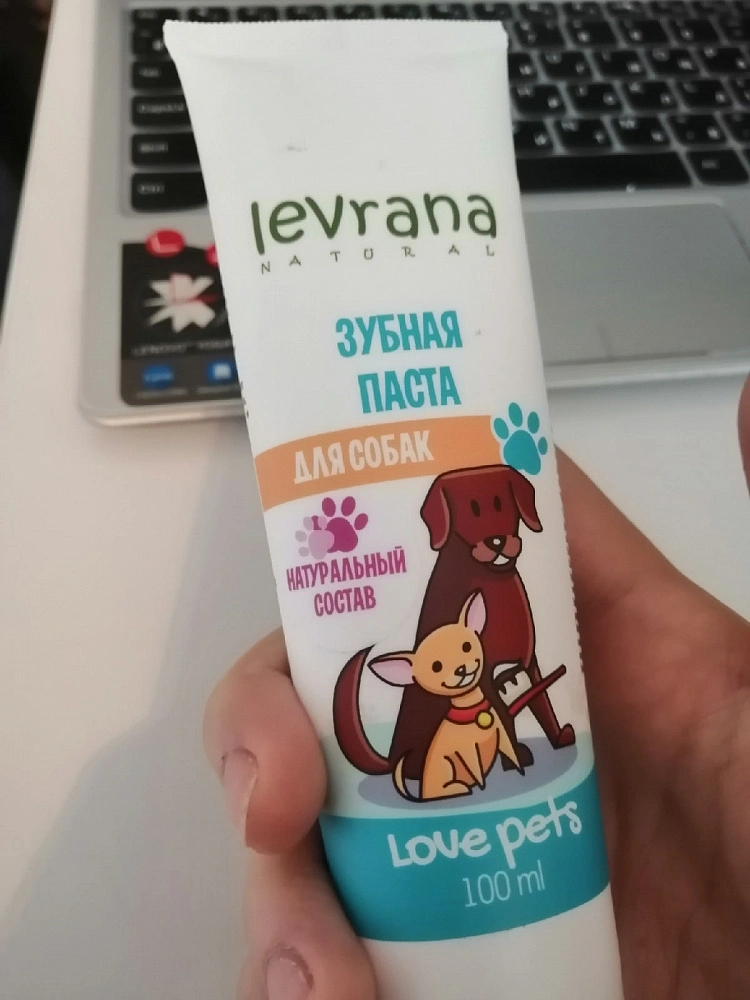 levrana
NATURAL
ЗУБНАЯ
ПАСТА
ДЛЯ СОБАК
НАТУРАЛЬНЫЙ
СОСТАВ
Love pets
100 ml